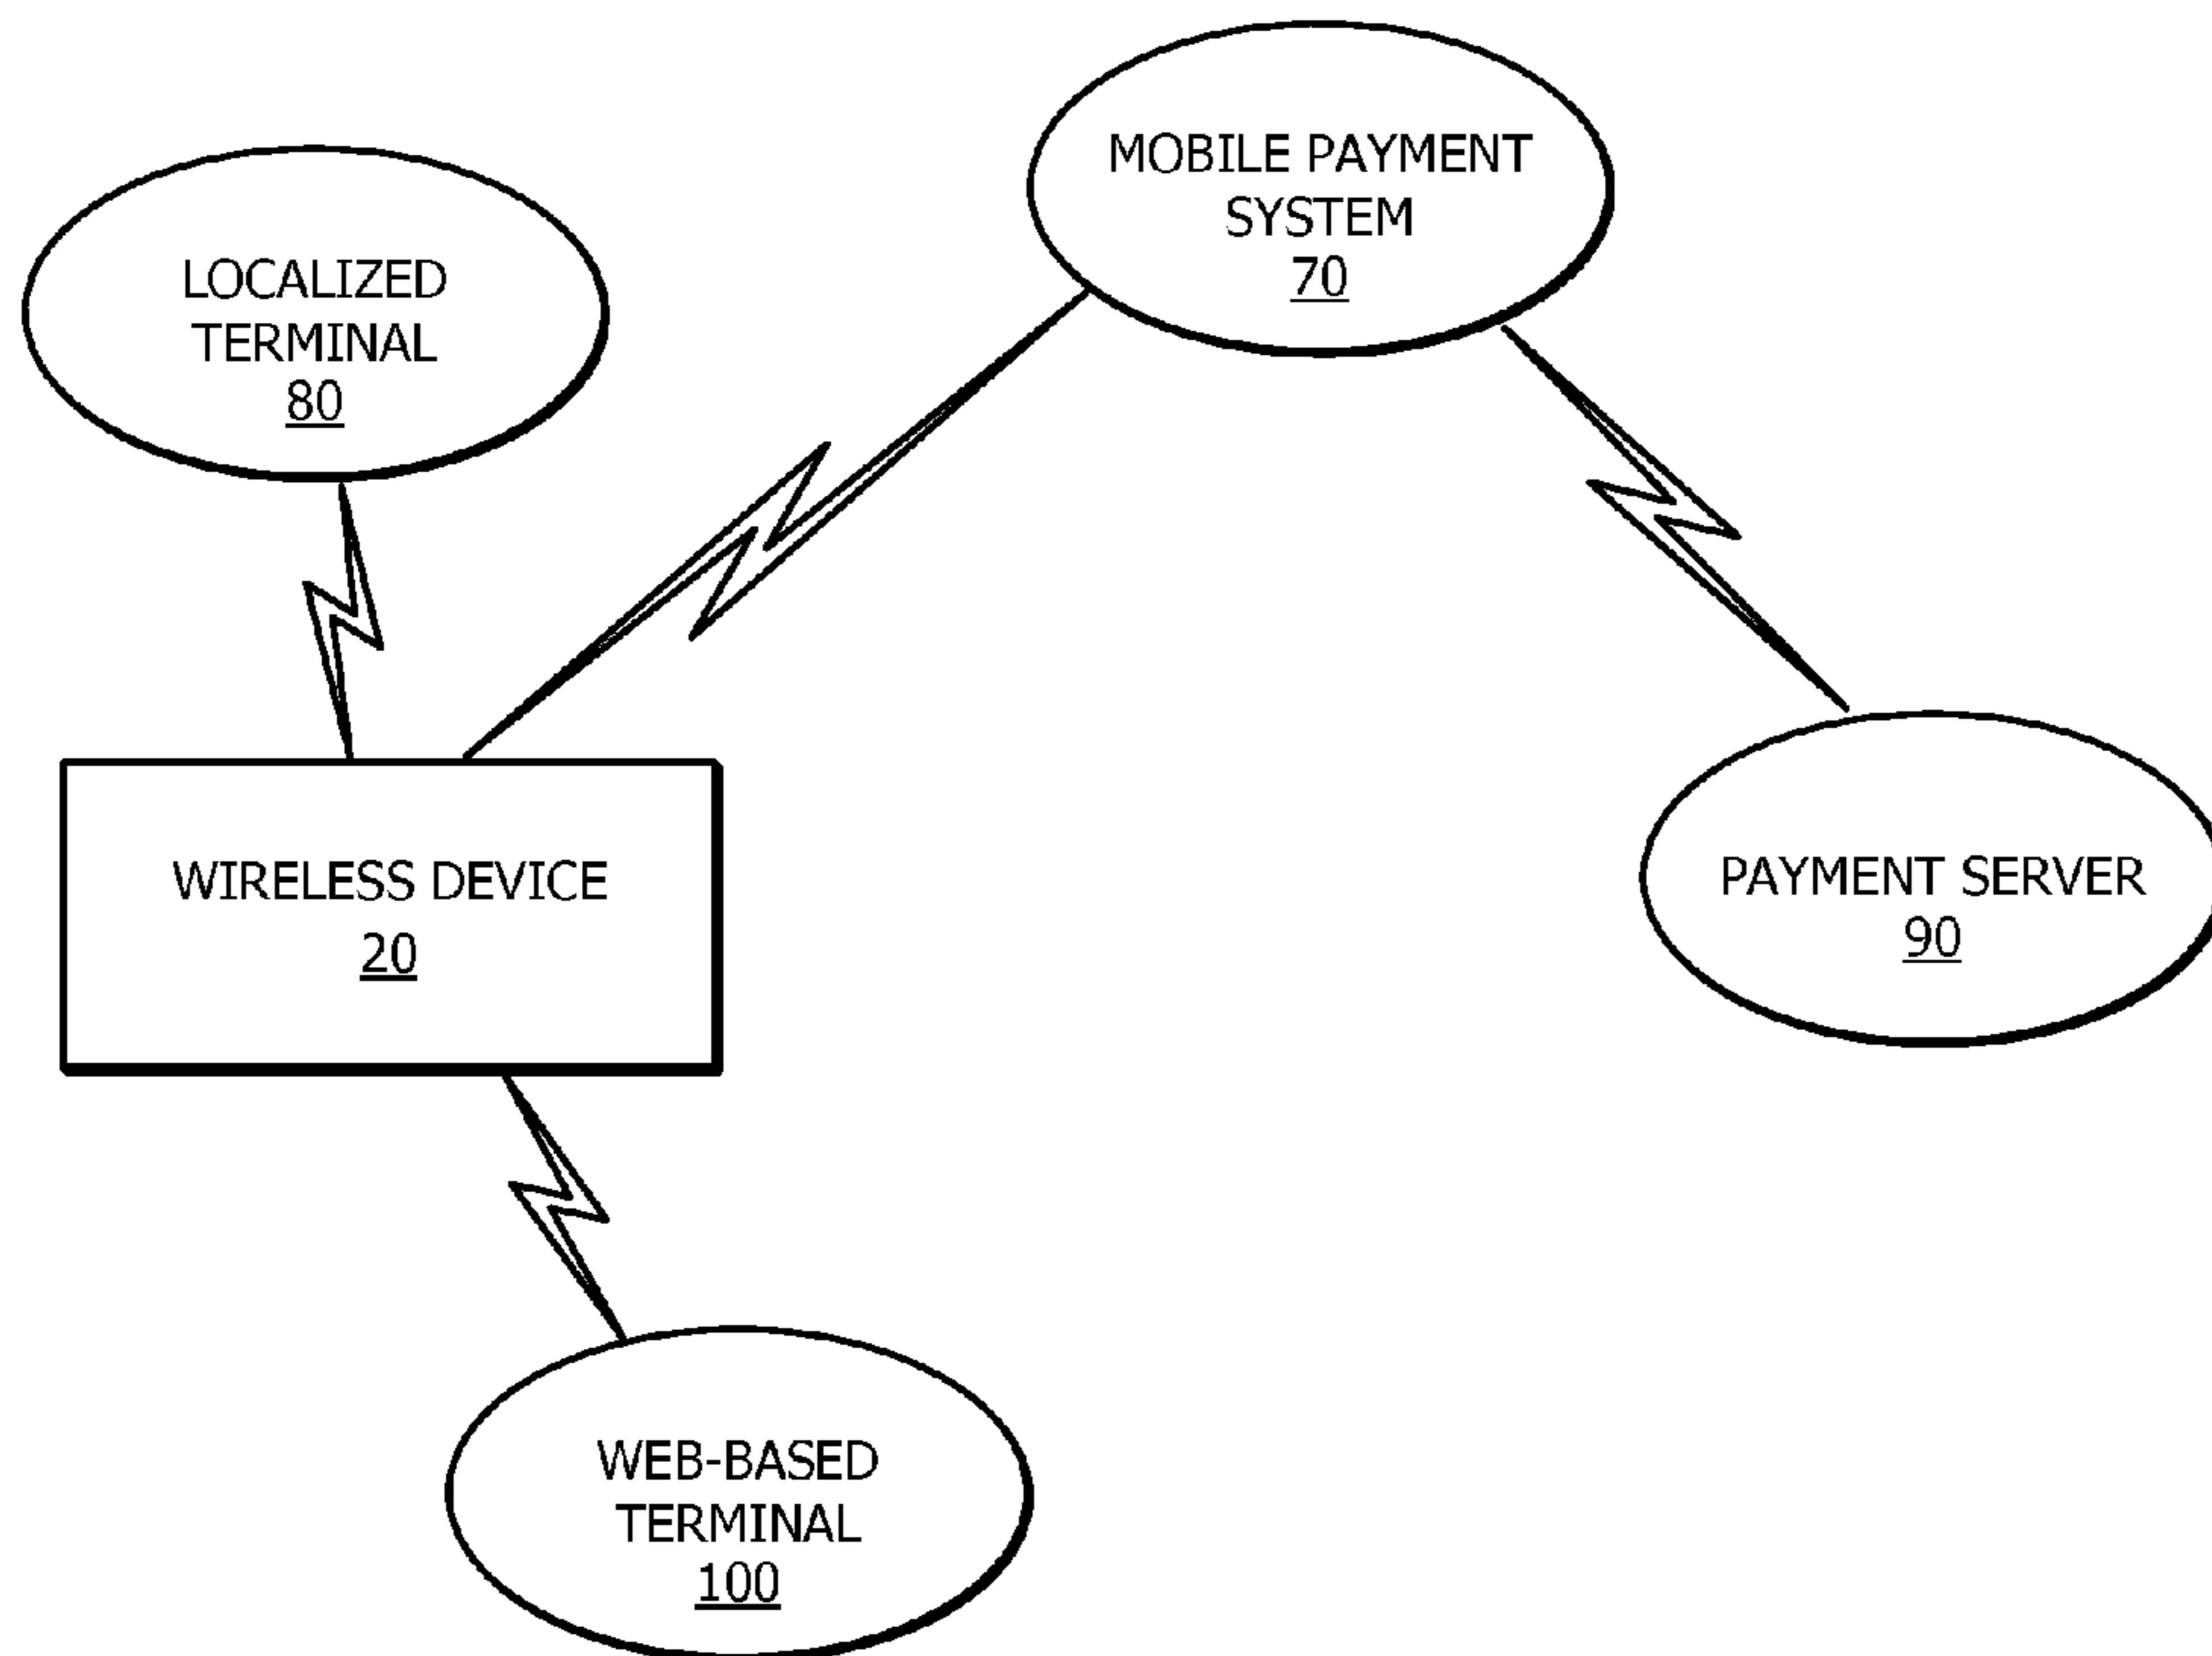 MOBILE PAYMENT
SYSTEM
70
LOCALIZED
TERMINAL
80
WIRELESS DEVICE
20
PAYMENT SERVER
90
WEB-BASED
TERMINAL
100